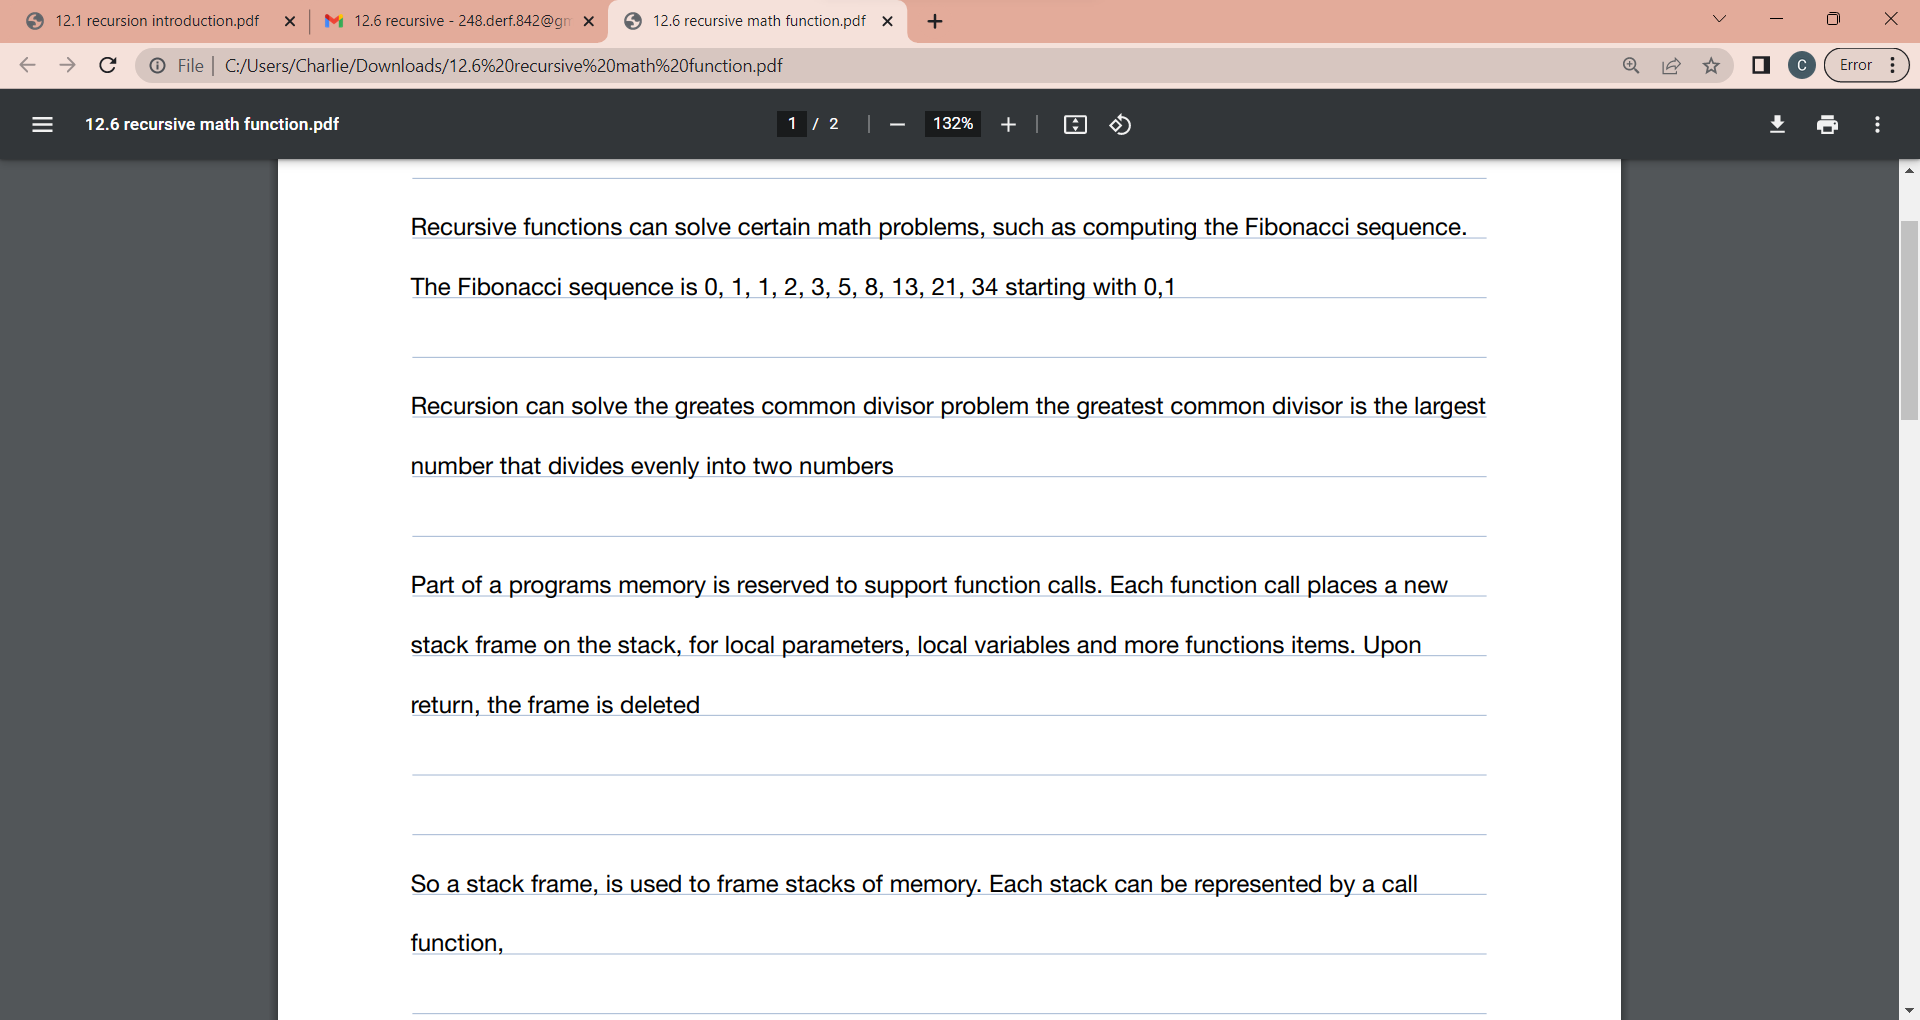 12.1 recursion introduction.pdf
12.6 recursive - 248.derf.842@gm
12.6 recursive math function.pdf
File
C:/Users/Charlie/Downloads/12.6%20recursive%20math%20function.pdf
C
Error
12.6 recursive math function.pdf
1 / 2
132%
Recursive functions can solve certain math problems, such as computing the Fibonacci sequence.
The Fibonacci sequence is 0, 1, 1, 2, 3, 5, 8, 13, 21, 34 starting with 0,1
Recursion can solve the greates common divisor problem the greatest common divisor is the largest
number that divides evenly into two numbers
Part of a programs memory is reserved to support function calls. Each function call places a new
stack frame on the stack, for local parameters, local variables and more functions items. Upon
return, the frame is deleted
So a stack frame, is used to frame stacks of memory. Each stack can be represented by a call
function,